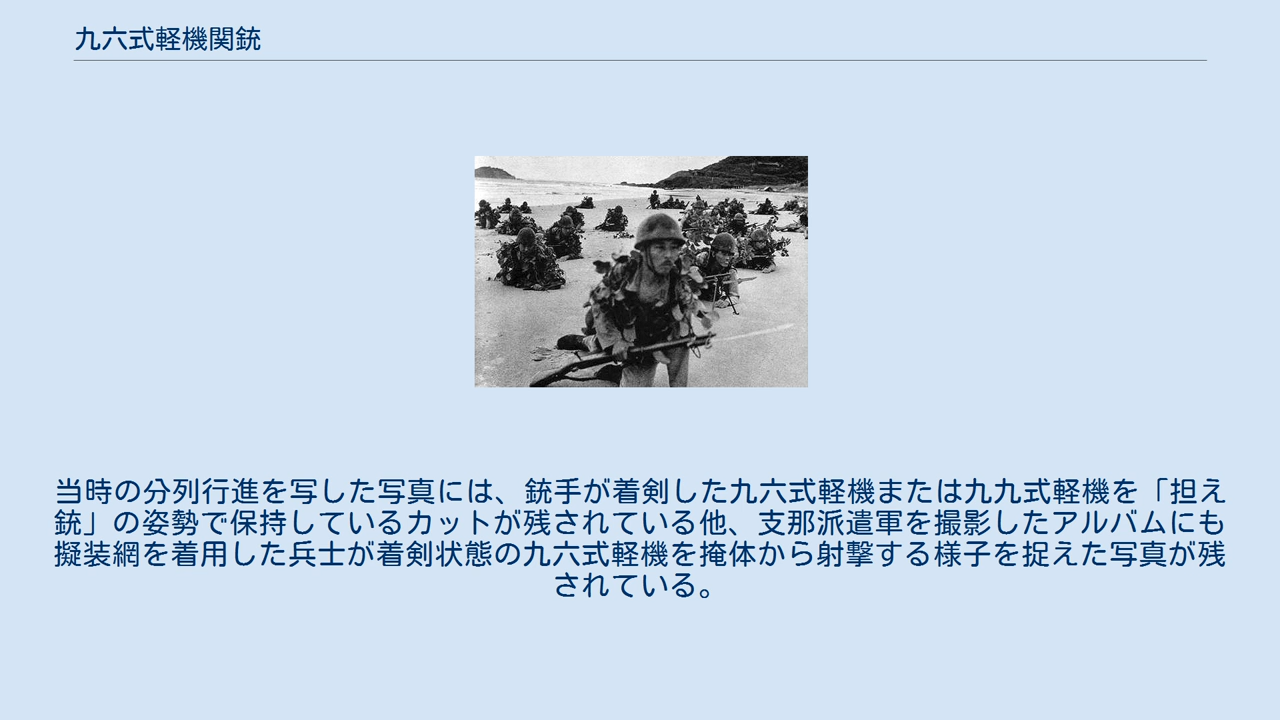 九六式軽機関銃
当時の分列行進を写した写真には、銃手が着剣した九六式軽機または九九式軽機を「担え
銃」の姿勢で保持しているカットが残されている他、支那派遣軍を撮影したアルバムにも
擬装網を着用した兵士が着剣状態の九六式軽機を掩体から射撃する様子を捉えた写真が残
されている。